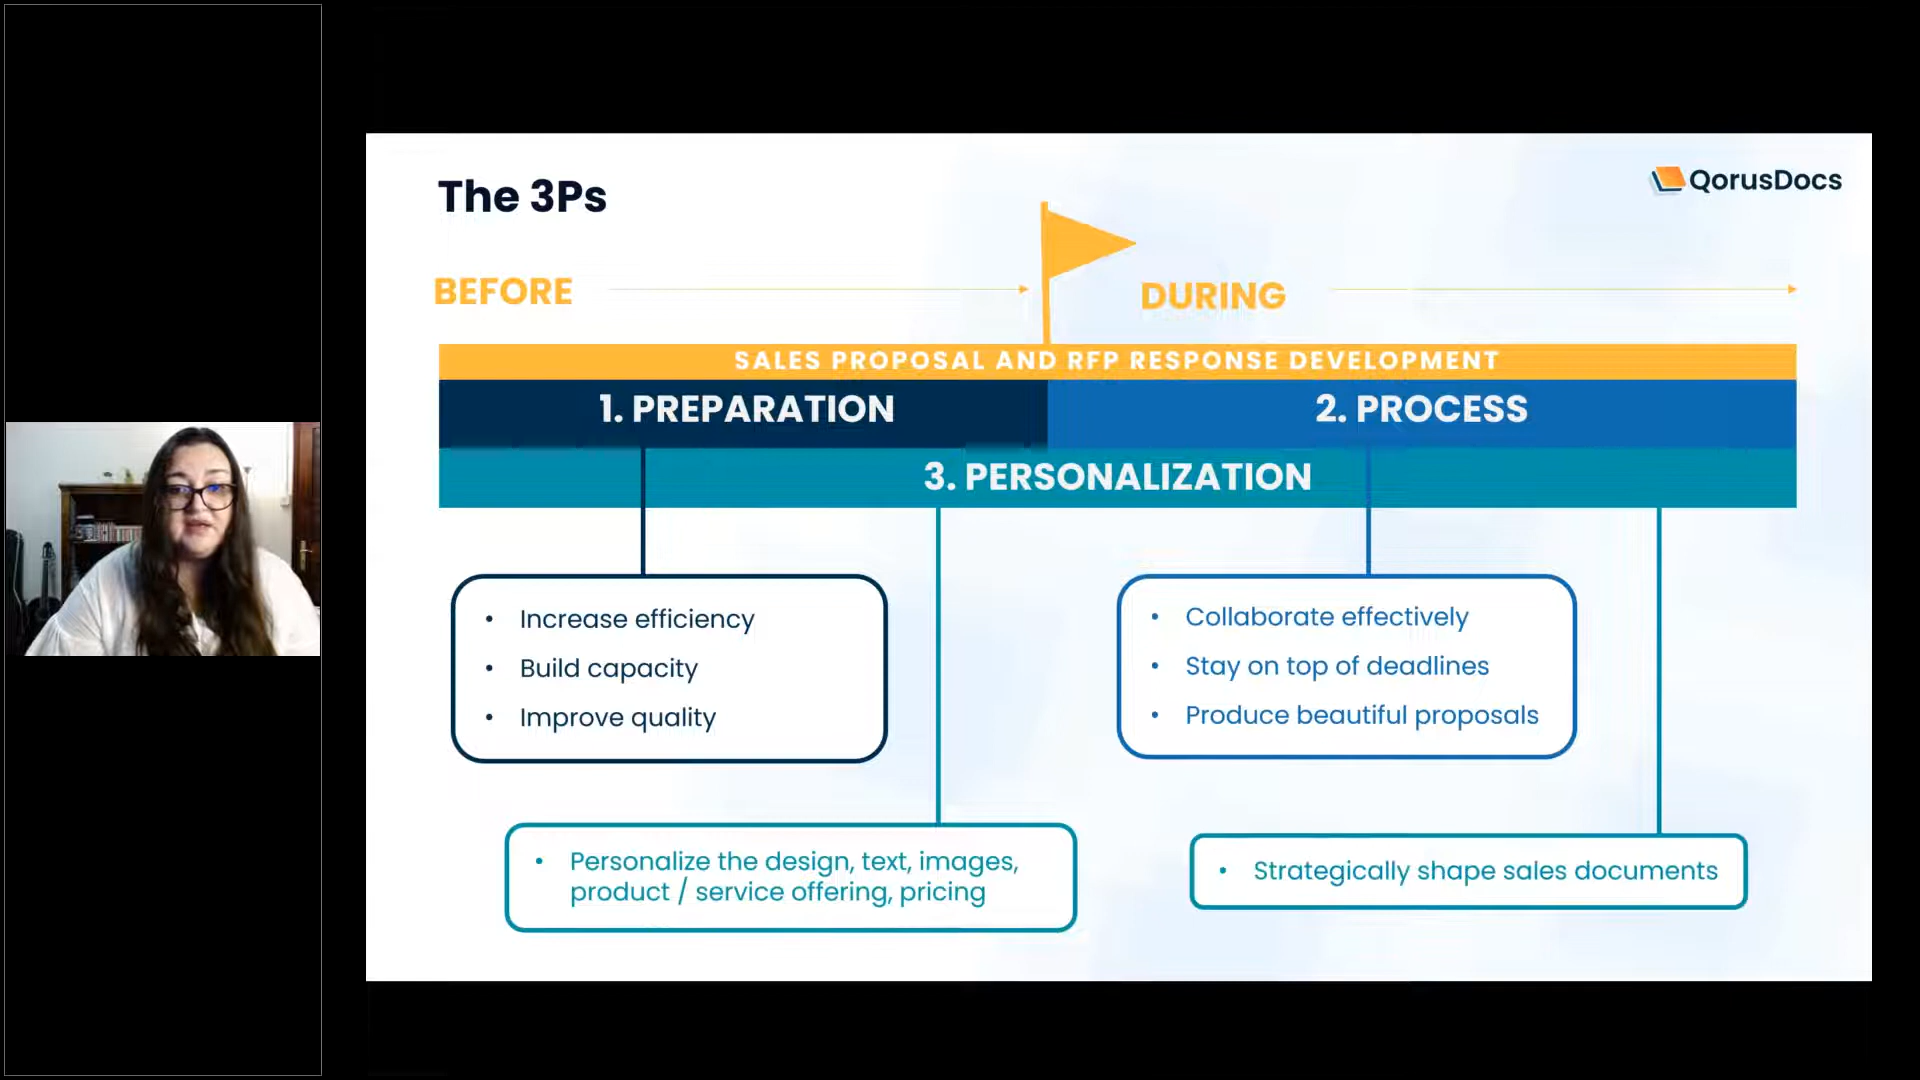 The 3Ps
QorusDocs
BEFORE
DURING
SALES PROPOSAL AND RFP RESPONSE DEVELOPMENT
1. PREPARATION
2. PROCESS
3. PERSONALIZATION
• Increase efficiency
• Build capacity
• Improve quality
• Collaborate effectively
• Stay on top of deadlines
• Produce beautiful proposals
• Personalize the design, text, images,
product / service offering, pricing
• Strategically shape sales documents